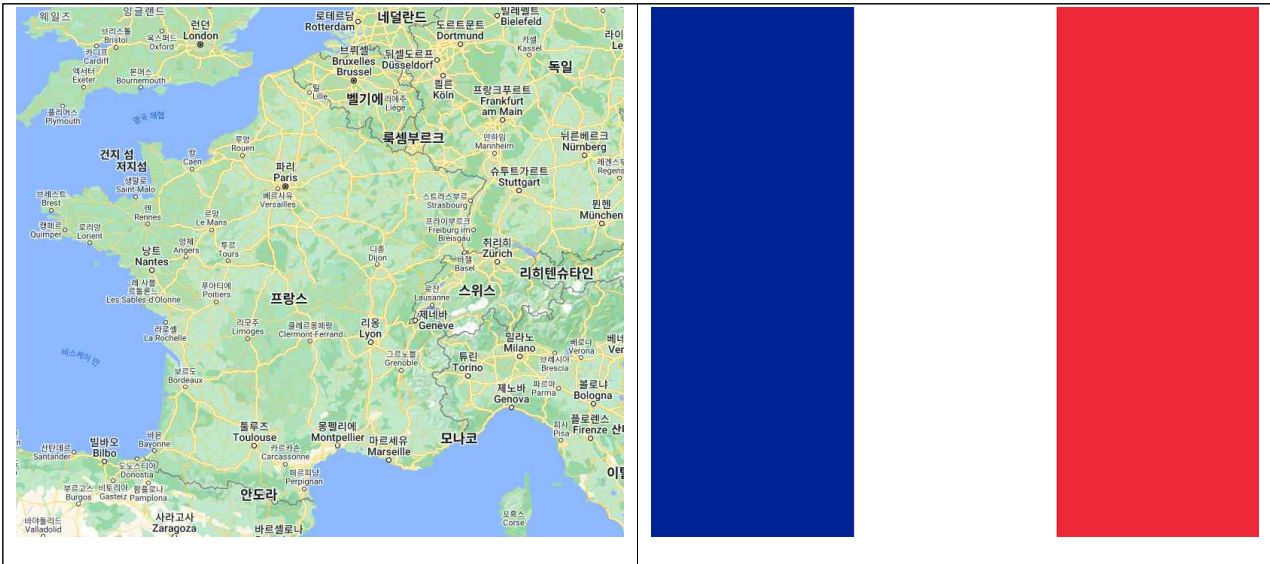 웨일즈
잉글랜드
브리스톨
Bristol
옥스퍼드
Oxford
런던
London
카디프
Cardiff
엑서터
Exeter
본머스
Bournemouth
플리머스
Plymouth
영국 해협
로테르담
Rotterdam
네덜란드
빌레펠트
Bielefeld
도르트문트
Dortmund
카셀
Kassel
브뤼셀
Bruxelles
Brussel
뒤셀도르프
Düsseldorf
독일
릴
Lille
벨기에
리에주
Liège
쾰른
Köln
프랑크푸르트
Frankfurt
am Main
룩셈부르크
만하임
Mannheim
뉘른베르크
Nürnberg
루앙
Rouen
캉
Caen
건지 섬
저지섬
생말로
Saint-Malo
파리
Paris
베르사유
Versailles
슈투트가르트
Stuttgart
스트라스부르
Strasbourg
브레스트
Brest
렌
Rennes
르망
Le Mans
뮌헨
München
캥페르
Quimper
로리앙
Lorient
프라이부르크
Freiburg im
Breisgau
낭트
Nantes
앙제
Angers
투르
Tours
디종
Dijon
취리히
Zürich
바젤
Basel
리히텐슈타인
레 사블
르돌론느
Les Sables-d'Olonne
푸아티에
Poitiers
프랑스
로잔
Lausanne
스위스
라로셸
La Rochelle
리모주
Limoges
클레르몽페랑
Clermont-Ferrand
리옹
Lyon
제네바
Genève
밀라노
Milano
베로나
Verona
비스케이 만
그르노블
Grenoble
튀린
Torino
브레시아
Brescia
보르도
Bordeaux
제노바
Genova
파르마
Parma
볼로냐
Bologna
툴루즈
Toulouse
몽펠리에
Montpellier
마르세유
Marseille
모나코
피사
Pisa
플로렌스
Firenze
산탄데르
Santander
빌바오
Bilbo
바욘
Bayonne
카르카손
Carcassonne
도노스티아
Donostia
페르피냥
Perpignan
부르고스
Burgos
비토리아
Gasteiz
팜플로나
Pamplona
안도라
바야돌리드
Valladolid
사라고사
Zaragoza
바르셀로나
코르스
Corse